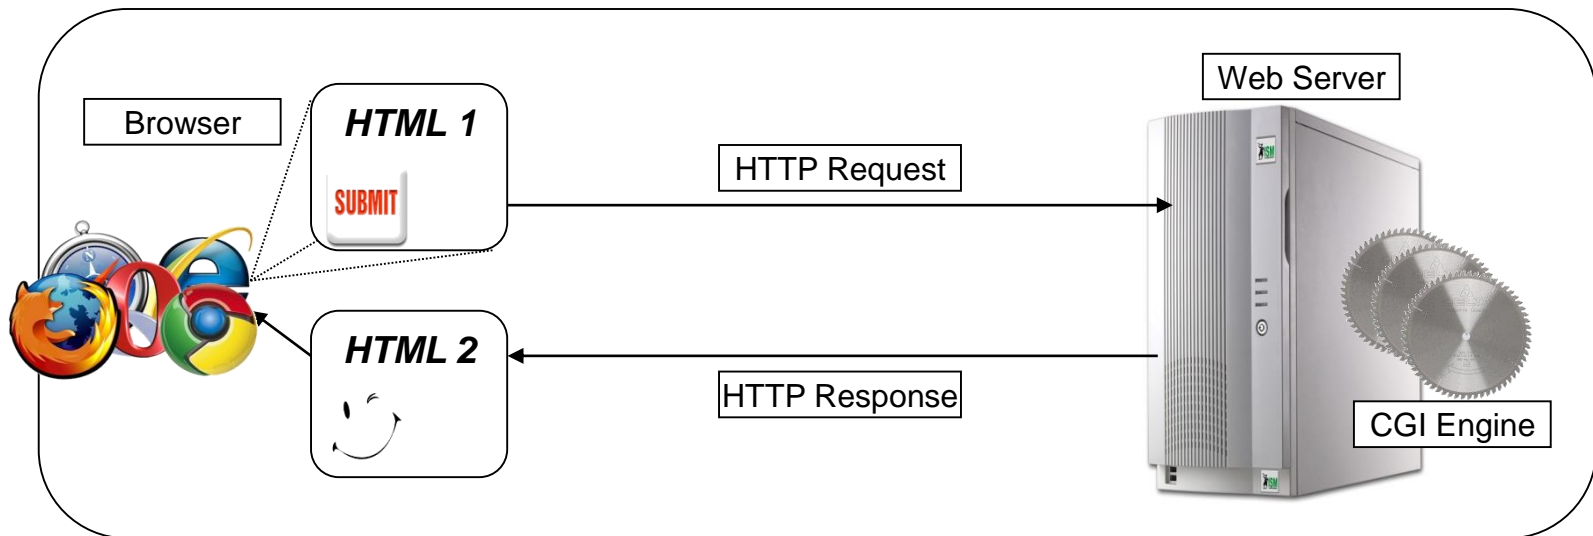 Browser
HTML 1
SUBMIT
HTTP Request
Web Server
HTML 2
HTTP Response
CGI Engine